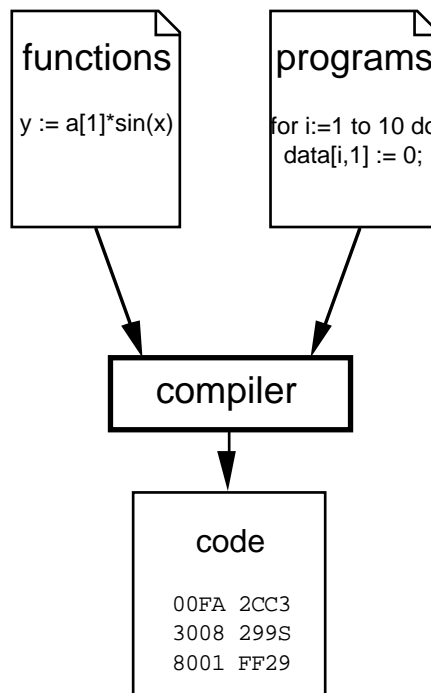 functions
y := a[1]*sin(x)
programs
for i:=1 to 10 do
data[i,1] := 0;
compiler
code
00FA 2CC3
3008 299S
8001 FF29